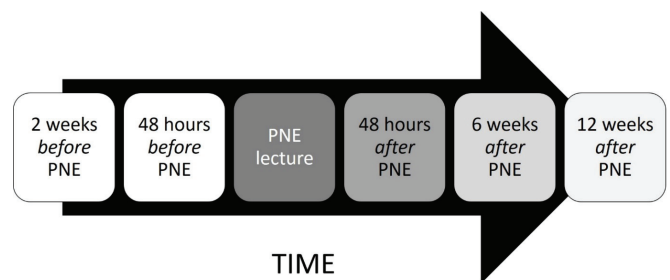 2 weeks
before
PNE
48 hours
before
PNE
PNE
lecture
48 hours
after
PNE
6 weeks
after
PNE
12 weeks
after
PNE
TIME